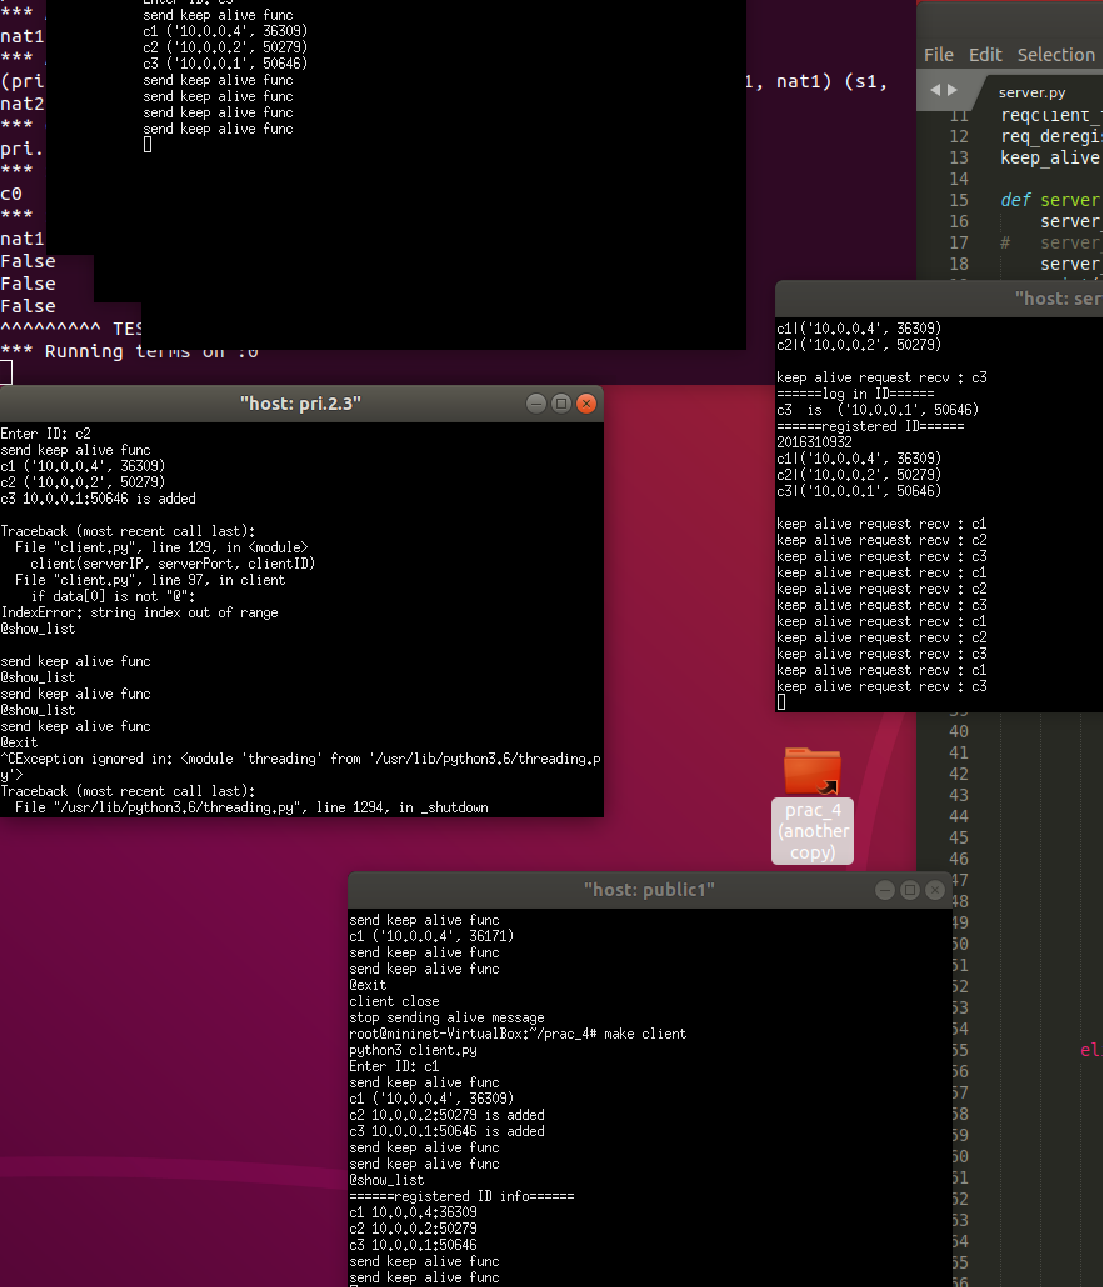 ***
nat1
***
(pri
nat2
***
pri.
***
c0
***
nat1
False
False
False
^^^^^^^^^ TES
*** Running terms on :0
send keep alive func
c1 ('10.0.0.4', 36309)
c2 ('10.0.0.2', 50279)
c3 ('10.0.0.1', 50646)
send keep alive func
send keep alive func
send keep alive func
send keep alive func
1, nat1) (s1,
File Edit Selection
server.py
11 reqclient_
12 req_deregis
13 keep_alive
14
15 def server
16 server_
17 # server_
18 server_
"host: ser
c1|('10.0.0.4', 36309)
c2|('10.0.0.2', 50279)
keep alive request recv : c3
======log in ID======
c3 is ('10.0.0.1', 50646)
======registered ID======
2016310932
c1|('10.0.0.4', 36309)
c2|('10.0.0.2', 50279)
c3|('10.0.0.1', 50646)
keep alive request recv : c1
keep alive request recv : c2
keep alive request recv : c3
keep alive request recv : c1
keep alive request recv : c2
keep alive request recv : c3
keep alive request recv : c1
keep alive request recv : c2
keep alive request recv : c3
keep alive request recv : c1
keep alive request recv : c3
"host: pri.2.3"
Enter ID: c2
send keep alive func
c1 ('10.0.0.4', 36309)
c2 ('10.0.0.2', 50279)
c3 10.0.0.1:50646 is added
Traceback (most recent call last):
File "client.py", line 129, in <module>
client(serverIP, serverPort, clientID)
File "client.py", line 97, in client
if data[0] is not "@":
IndexError: string index out of range
@show_list
send keep alive func
@show_list
send keep alive func
@show_list
send keep alive func
@exit
^CException ignored in: <module 'threading' from '/usr/lib/python3.6/threading.p
y'>
Traceback (most recent call last):
File "/usr/lib/python3.6/threading.py", line 1294, in _shutdown
prac_4
(another
copy)
40
41
42
43
44
45
46
47
48
49
50
51
52
53
54
55 eli
56
57
58
59
60
61
62
63
64
65
66
"host: public1"
send keep alive func
c1 ('10.0.0.4', 36171)
send keep alive func
send keep alive func
@exit
client close
stop sending alive message
root@mininet-VirtualBox:~/prac_4# make client
python3 client.py
Enter ID: c1
send keep alive func
c1 ('10.0.0.4', 36309)
c2 10.0.0.2:50279 is added
c3 10.0.0.1:50646 is added
send keep alive func
send keep alive func
@show_list
======registered ID info======
c1 10.0.0.4:36309
c2 10.0.0.2:50279
c3 10.0.0.1:50646
send keep alive func
send keep alive func